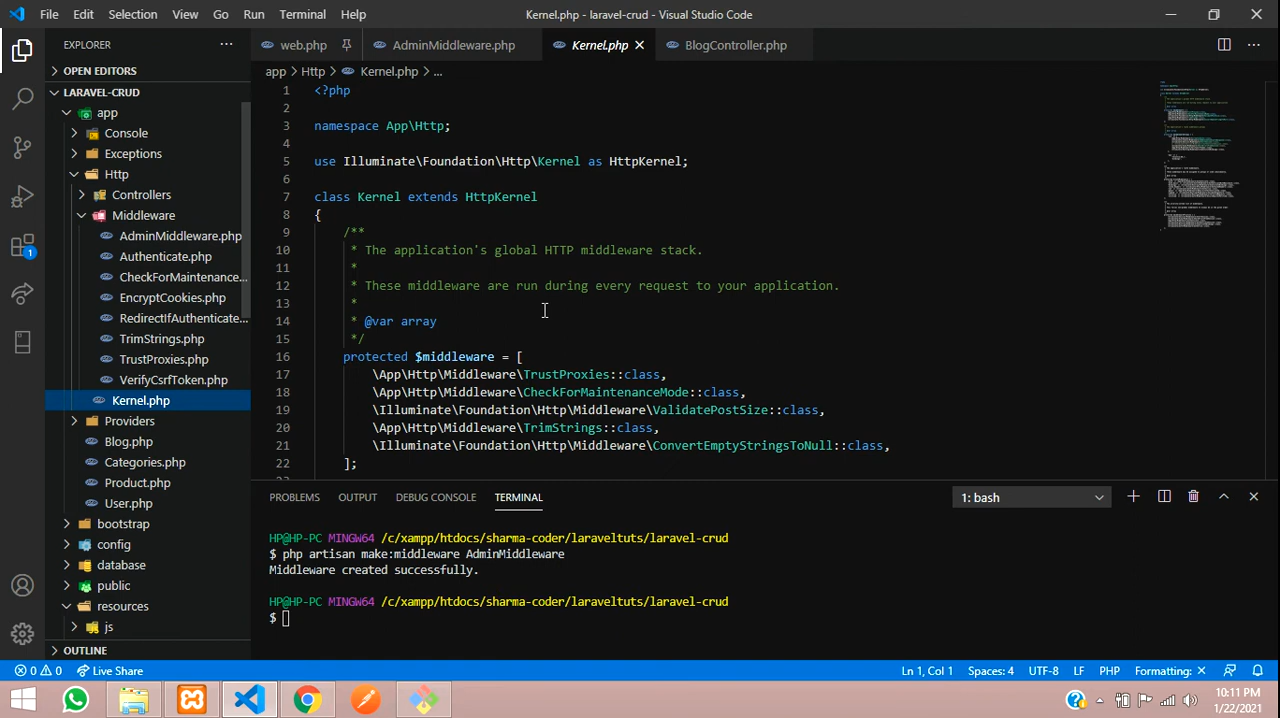 File Edit Selection View Go Run Terminal Help
Kernel.php - laravel-crud - Visual Studio Code
EXPLORER
web.php
AdminMiddleware.php
Kernel.php
BlogController.php
OPEN EDITORS
LARAVEL-CRUD
app
Console
Exceptions
Http
Controllers
Middleware
AdminMiddleware.php
Authenticate.php
CheckForMaintenance...
EncryptCookies.php
RedirectIfAuthenticate...
TrimStrings.php
TrustProxies.php
VerifyCsrfToken.php
Kernel.php
Providers
Blog.php
Categories.php
Product.php
User.php
bootstrap
config
database
public
resources
js
OUTLINE
1
app > Http > Kernel.php > ...
1 <?php
2
3 namespace App\Http;
4
5 use Illuminate\Foundation\Http\Kernel as HttpKernel;
6
7 class Kernel extends HttpKernel
8 {
9 /**
10 * The application's global HTTP middleware stack.
11 *
12 * These middleware are run during every request to your application.
13 *
14 * @var array
15 */
16 protected $middleware = [
17 \App\Http\Middleware\TrustProxies::class,
18 \App\Http\Middleware\CheckForMaintenanceMode::class,
19 \Illuminate\Foundation\Http\Middleware\ValidatePostSize::class,
20 \App\Http\Middleware\TrimStrings::class,
21 \Illuminate\Foundation\Http\Middleware\ConvertEmptyStringsToNull::class,
22 ];
PROBLEMS OUTPUT DEBUG CONSOLE TERMINAL
1: bash
HP@HP-PC MINGW64 /c/xampp/htdocs/sharma-coder/laraveltuts/laravel-crud
$ php artisan make:middleware AdminMiddleware
Middleware created successfully.
HP@HP-PC MINGW64 /c/xampp/htdocs/sharma-coder/laraveltuts/laravel-crud
$
0 0 Live Share
Ln 1, Col 1 Spaces: 4 UTF-8 LF PHP Formatting: ×
10:11 PM
1/22/2021